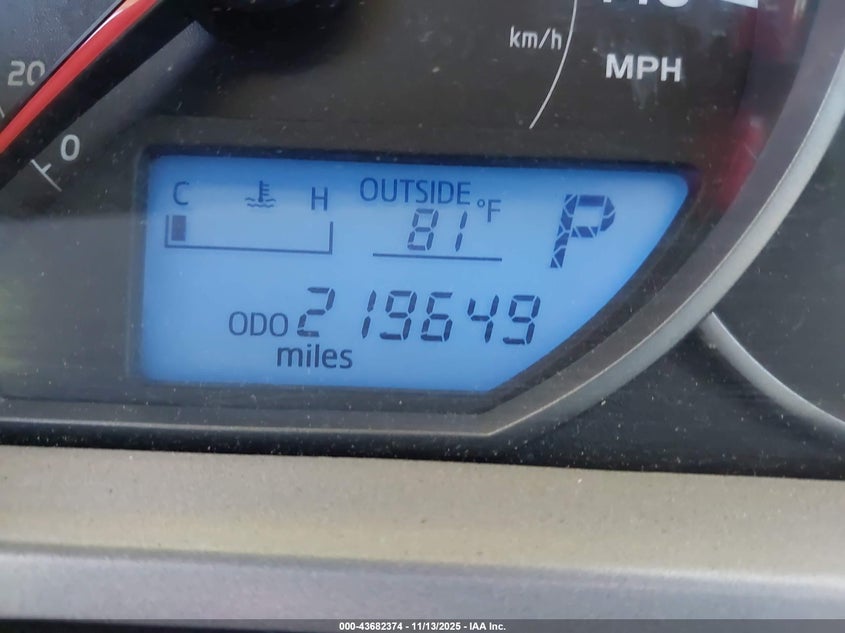 km/h
MPH
20
0
C
H
OUTSIDE
81 °F
P
ODO 219649
miles
000-43682374 | 11/13/2025 - IAA Inc.